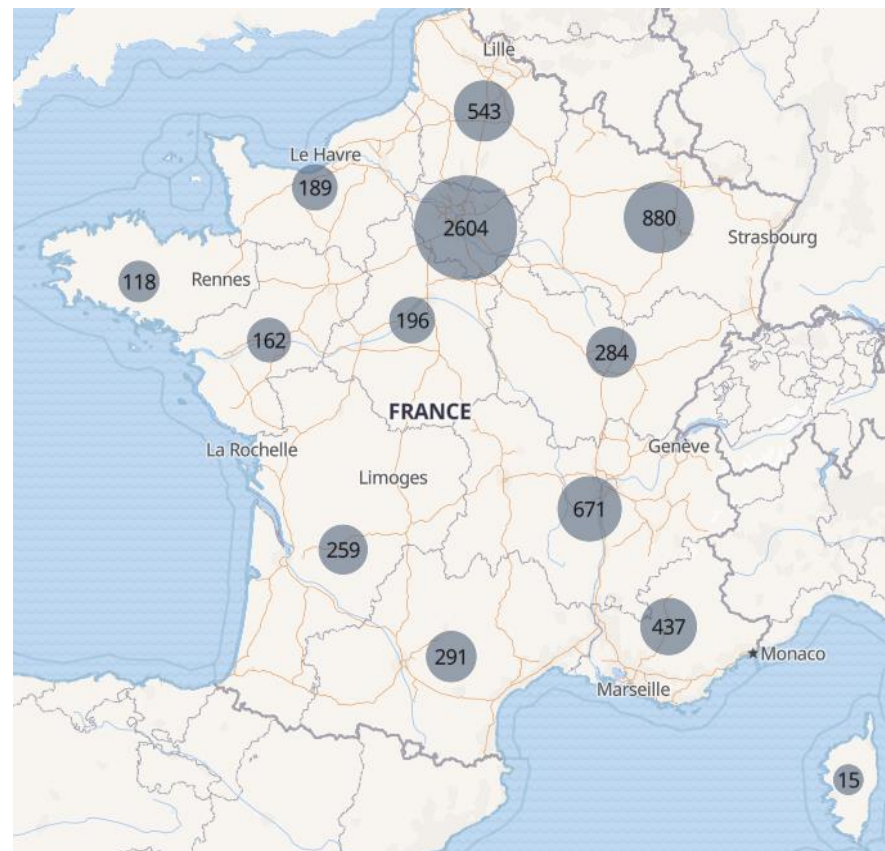 Lille
543
Le Havre
189
2604
880
Strasbourg
118
Rennes
196
162
284
FRANCE
La Rochelle
Genève
Limoges
671
259
437
291
Monaco
Marseille
15